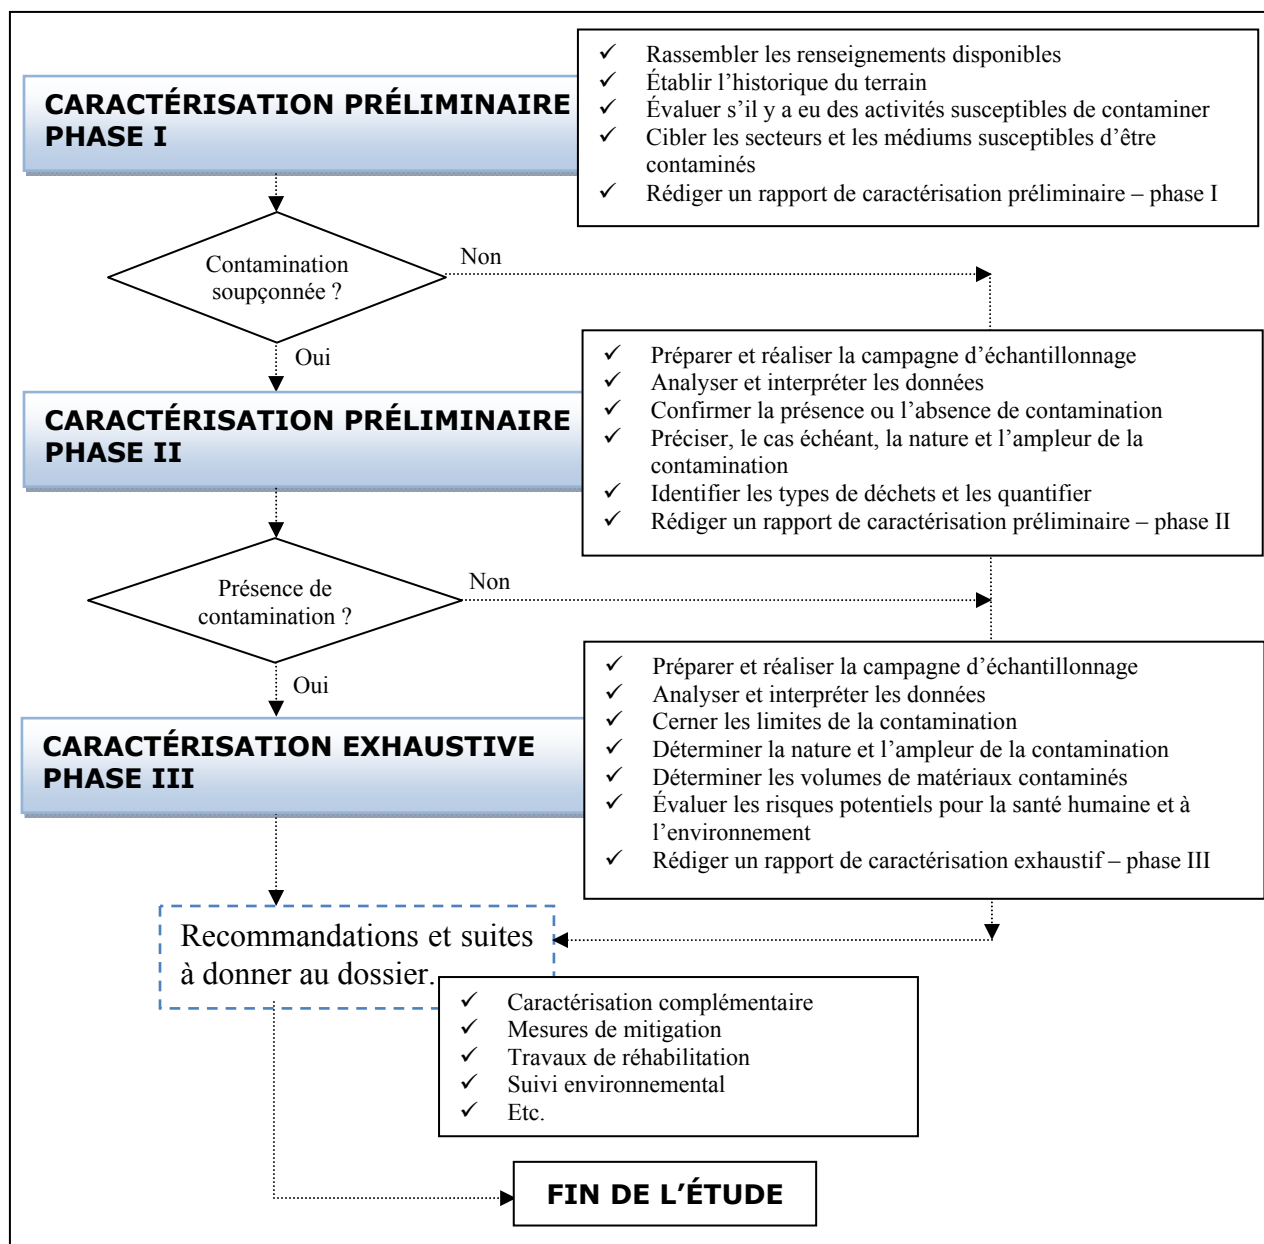 CARACTÉRISATION PRÉLIMINAIRE
PHASE I
✓ Rassembler les renseignements disponibles
✓ Établir l’historique du terrain
✓ Évaluer s’il y a eu des activités susceptibles de contaminer
✓ Cibler les secteurs et les médiums susceptibles d’être
contaminés
✓ Rédiger un rapport de caractérisation préliminaire – phase I
Contamination
soupçonnée ?
Non
Oui
CARACTÉRISATION PRÉLIMINAIRE
PHASE II
✓ Préparer et réaliser la campagne d’échantillonnage
✓ Analyser et interpréter les données
✓ Confirmer la présence ou l’absence de contamination
✓ Préciser, le cas échéant, la nature et l’ampleur de la
contamination
✓ Identifier les types de déchets et les quantifier
✓ Rédiger un rapport de caractérisation préliminaire – phase II
Présence de
contamination ?
Non
Oui
CARACTÉRISATION EXHAUSTIVE
PHASE III
✓ Préparer et réaliser la campagne d’échantillonnage
✓ Analyser et interpréter les données
✓ Cerner les limites de la contamination
✓ Déterminer la nature et l’ampleur de la contamination
✓ Déterminer les volumes de matériaux contaminés
✓ Évaluer les risques potentiels pour la santé humaine et à
l’environnement
✓ Rédiger un rapport de caractérisation exhaustif – phase III
Recommandations et suites
à donner au dossier.
✓ Caractérisation complémentaire
✓ Mesures de mitigation
✓ Travaux de réhabilitation
✓ Suivi environnemental
✓ Etc.
FIN DE L’ÉTUDE